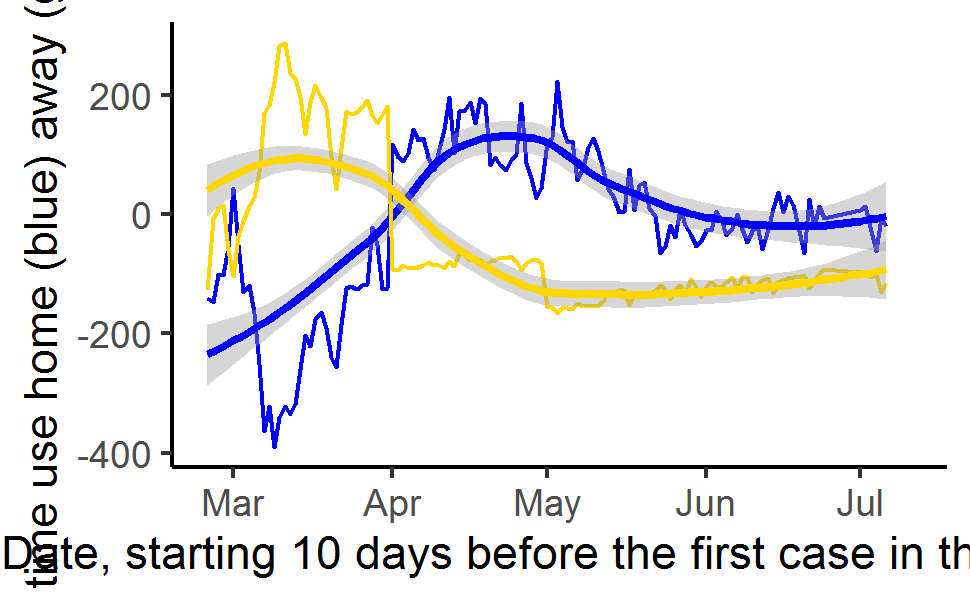 time use home (blue) away (
200
0
-200
-400
Mar Apr May Jun Jul
Date, starting 10 days before the first case in th